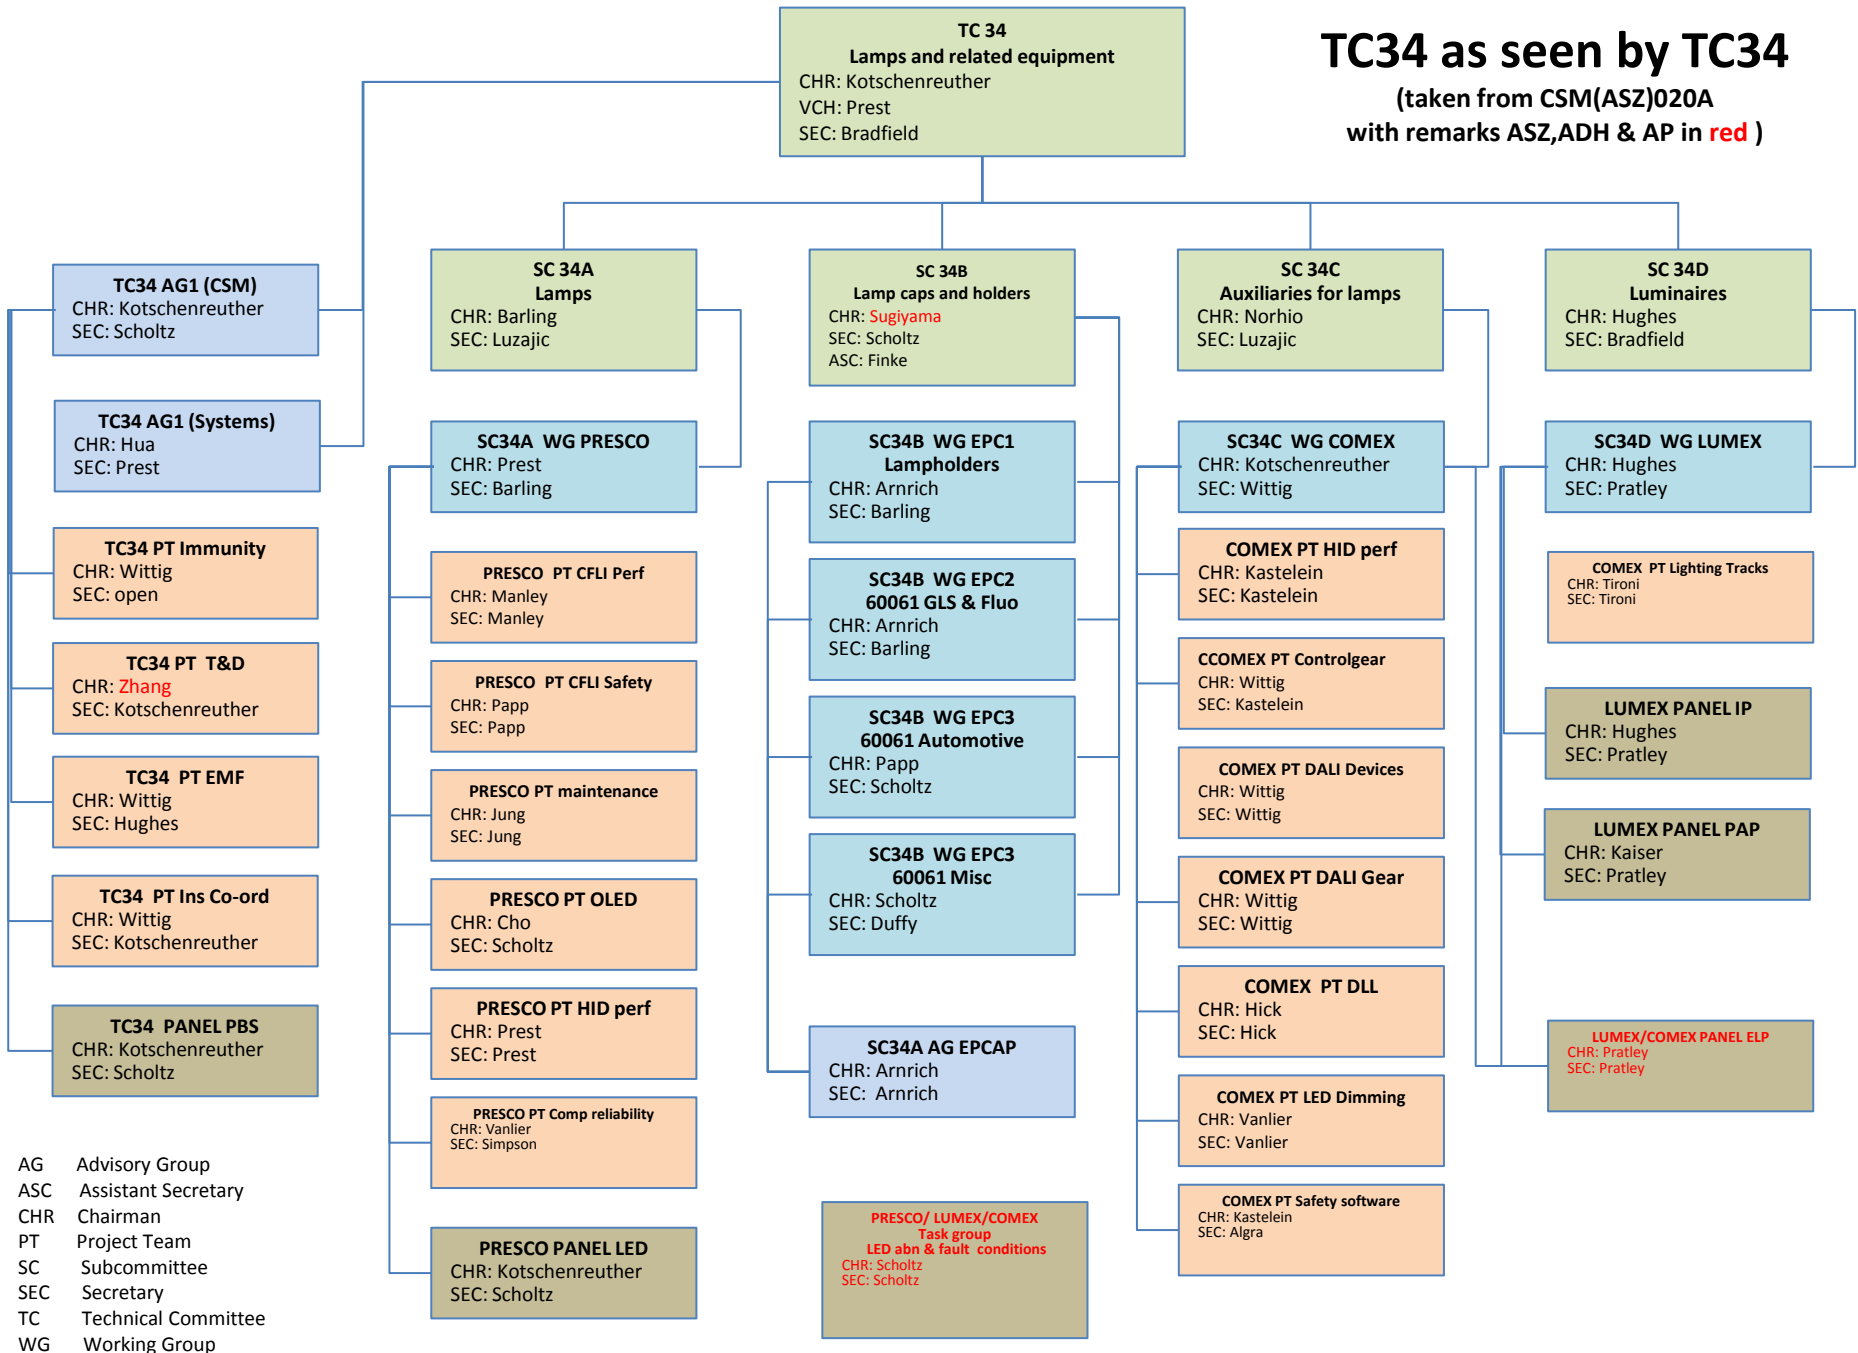 TC34 as seen by TC34
(taken from CSM(ASZ)020A
with remarks ASZ,ADH & AP in red )
TC 34
Lamps and related equipment
CHR: Kotschenreuther
VCH: Prest
SEC: Bradfield
TC34 AG1 (CSM)
CHR: Kotschenreuther
SEC: Scholtz
TC34 AG1 (Systems)
CHR: Hua
SEC: Prest
TC34 PT Immunity
CHR: Wittig
SEC: open
TC34 PT T&D
CHR: Zhang
SEC: Kotschenreuther
TC34 PT EMF
CHR: Wittig
SEC: Hughes
TC34 PT Ins Co-ord
CHR: Wittig
SEC: Kotschenreuther
TC34 PANEL PBS
CHR: Kotschenreuther
SEC: Scholtz
SC 34A
Lamps
CHR: Barling
SEC: Luzajic
SC34A WG PRESCO
CHR: Prest
SEC: Barling
PRESCO PT CFLI Perf
CHR: Manley
SEC: Manley
PRESCO PT CFLI Safety
CHR: Papp
SEC: Papp
PRESCO PT maintenance
CHR: Jung
SEC: Jung
PRESCO PT OLED
CHR: Cho
SEC: Scholtz
PRESCO PT HID perf
CHR: Prest
SEC: Prest
PRESCO PT Comp reliability
CHR: Vanlier
SEC: Simpson
PRESCO PANEL LED
CHR: Kotschenreuther
SEC: Scholtz
SC 34B
Lamp caps and holders
CHR: Sugiyama
SEC: Scholtz
ASC: Finke
SC34B WG EPC1
Lampholders
CHR: Arnrich
SEC: Barling
SC34B WG EPC2
60061 GLS & Fluo
CHR: Arnrich
SEC: Barling
SC34B WG EPC3
60061 Automotive
CHR: Papp
SEC: Scholtz
SC34B WG EPC3
60061 Misc
CHR: Scholtz
SEC: Duffy
SC34A AG EPCAP
CHR: Arnrich
SEC: Arnrich
PRESCO/ LUMEX/COMEX
Task group
LED abn & fault conditions
CHR: Scholtz
SEC: Scholtz
SC 34C
Auxiliaries for lamps
CHR: Norhio
SEC: Luzajic
SC34C WG COMEX
CHR: Kotschenreuther
SEC: Wittig
COMEX PT HID perf
CHR: Kastelein
SEC: Kastelein
CCOMEX PT Controlgear
CHR: Wittig
SEC: Kastelein
COMEX PT DALI Devices
CHR: Wittig
SEC: Wittig
COMEX PT DALI Gear
CHR: Wittig
SEC: Wittig
COMEX PT DLL
CHR: Hick
SEC: Hick
COMEX PT LED Dimming
CHR: Vanlier
SEC: Vanlier
COMEX PT Safety software
CHR: Kastelein
SEC: Algra
SC 34D
Luminaires
CHR: Hughes
SEC: Bradfield
SC34D WG LUMEX
CHR: Hughes
SEC: Pratley
COMEX PT Lighting Tracks
CHR: Tironi
SEC: Tironi
LUMEX PANEL IP
CHR: Hughes
SEC: Pratley
LUMEX PANEL PAP
CHR: Kaiser
SEC: Pratley
LUMEX/COMEX PANEL ELP
CHR: Pratley
SEC: Pratley
AG Advisory Group
ASC Assistant Secretary
CHR Chairman
PT Project Team
SC Subcommittee
SEC Secretary
TC Technical Committee
WG Working Group